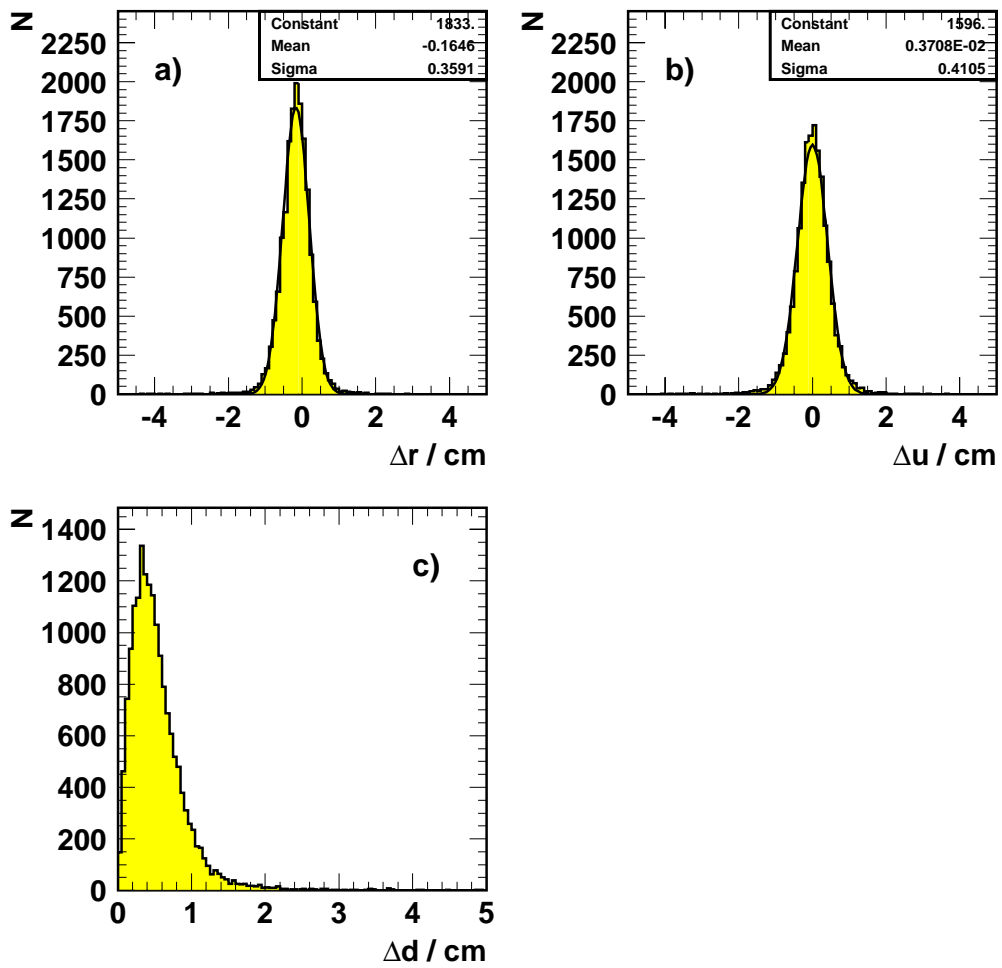 N
Constant 1833.
Mean -0.1646
Sigma 0.3591
a)
2250
2000
1750
1500
1250
1000
750
500
250
0
-4 -2 0 2 4
Δr / cm
N
Constant 1596.
Mean 0.3708E-02
Sigma 0.4105
b)
2250
2000
1750
1500
1250
1000
750
500
250
0
-4 -2 0 2 4
Δu / cm
N
c)
1400
1200
1000
800
600
400
200
0
0 1 2 3 4 5
Δd / cm